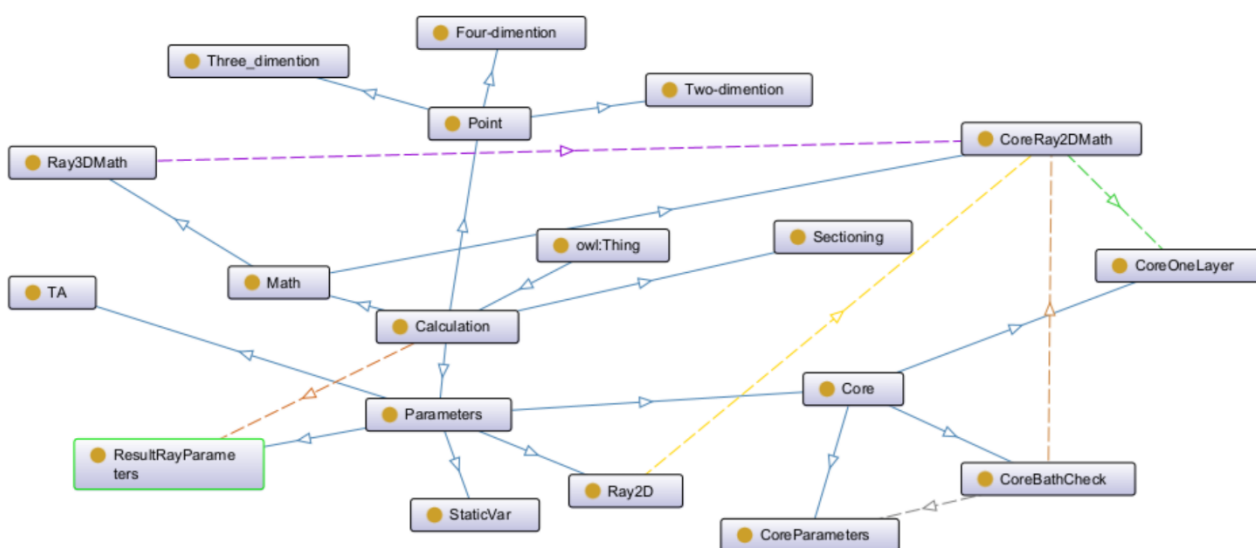 Four-dimention
Three_dimention
Two-dimention
Point
CoreRay2DMath
Ray3DMath
Sectioning
owl:Thing
CoreOneLayer
Math
TA
Calculation
Core
Parameters
ResultRayParame
ters
CoreBathCheck
Ray2D
StaticVar
CoreParameters